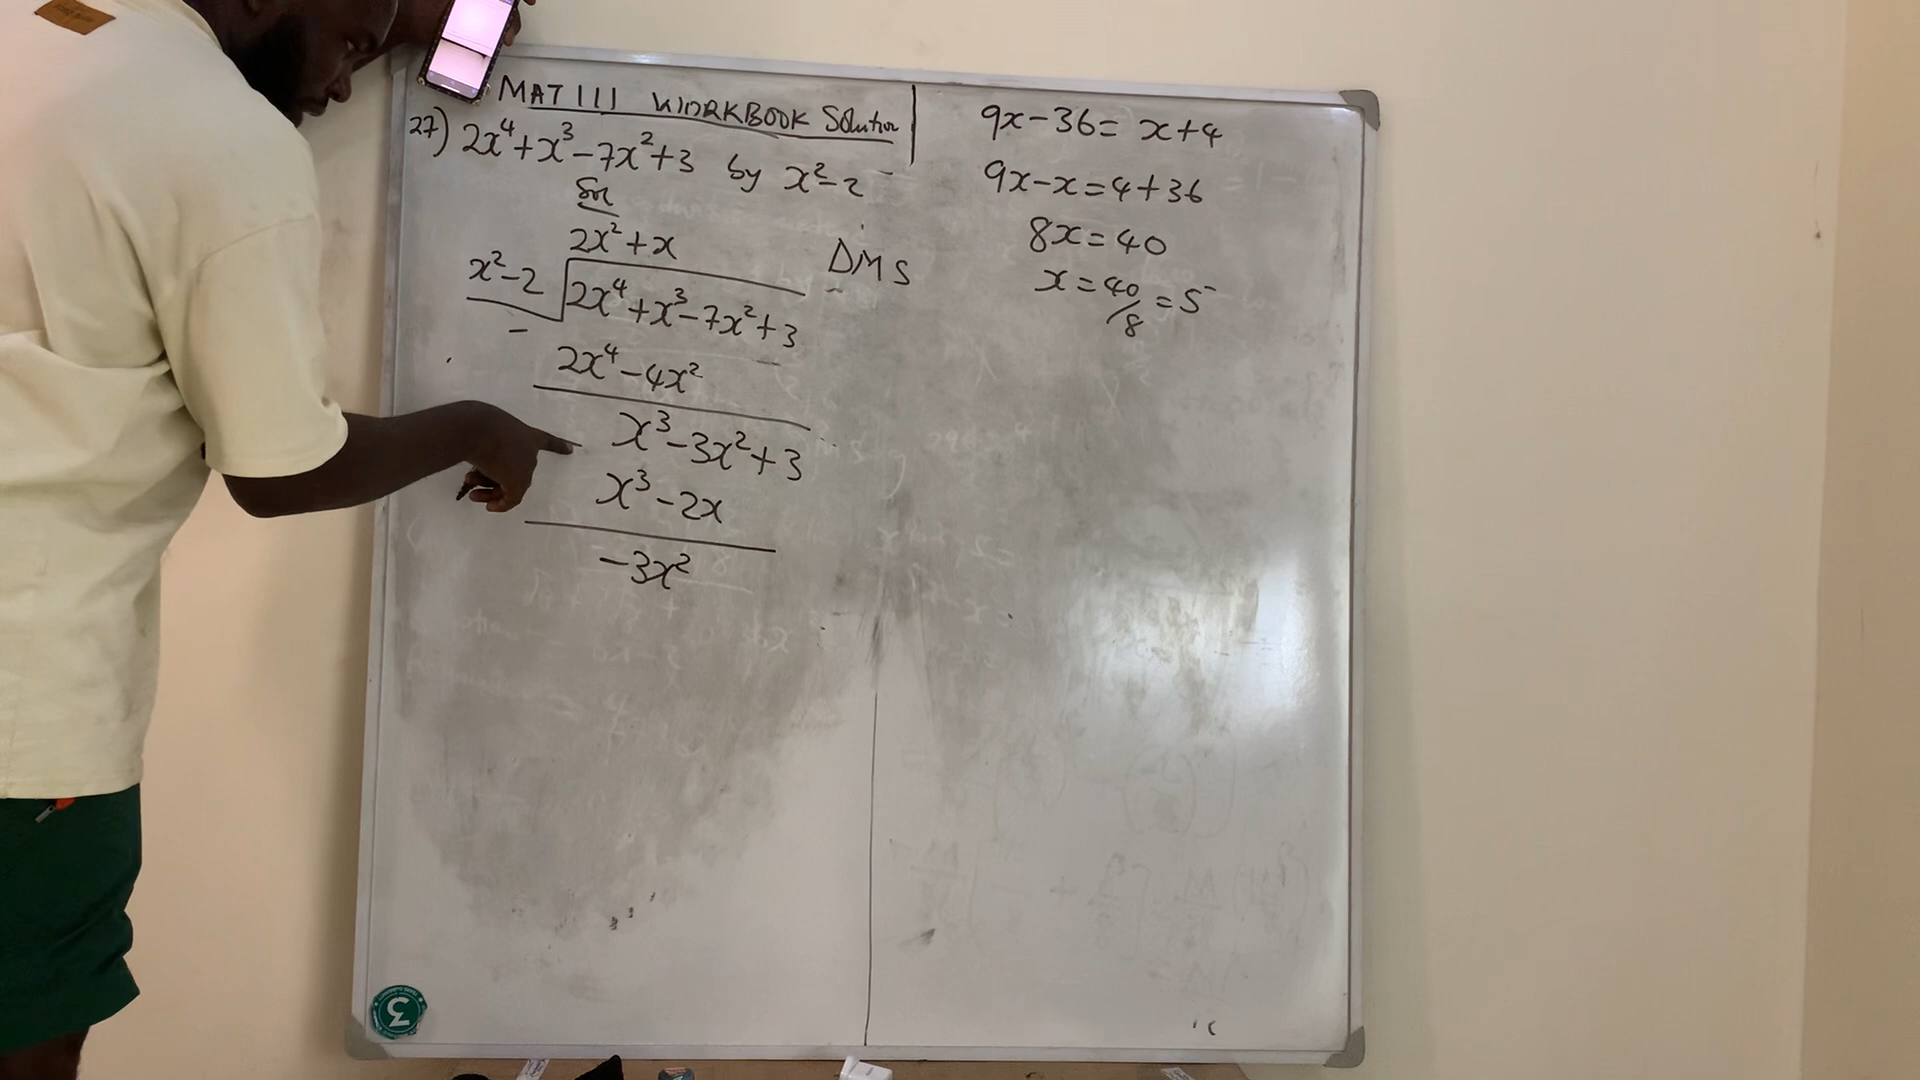 MAT 111 WORKBOOK Solution
27) 2x⁴+x³-7x²+3 by x²-2
Sol
2x²+x
x²-2 2x⁴+x³-7x²+3
DMS
-
2x⁴-4x²
- x³-3x²+3
x³-2x
-3x²
9x-36=x+4
9x-x=4+36
8x=40
x=40/8=5
3